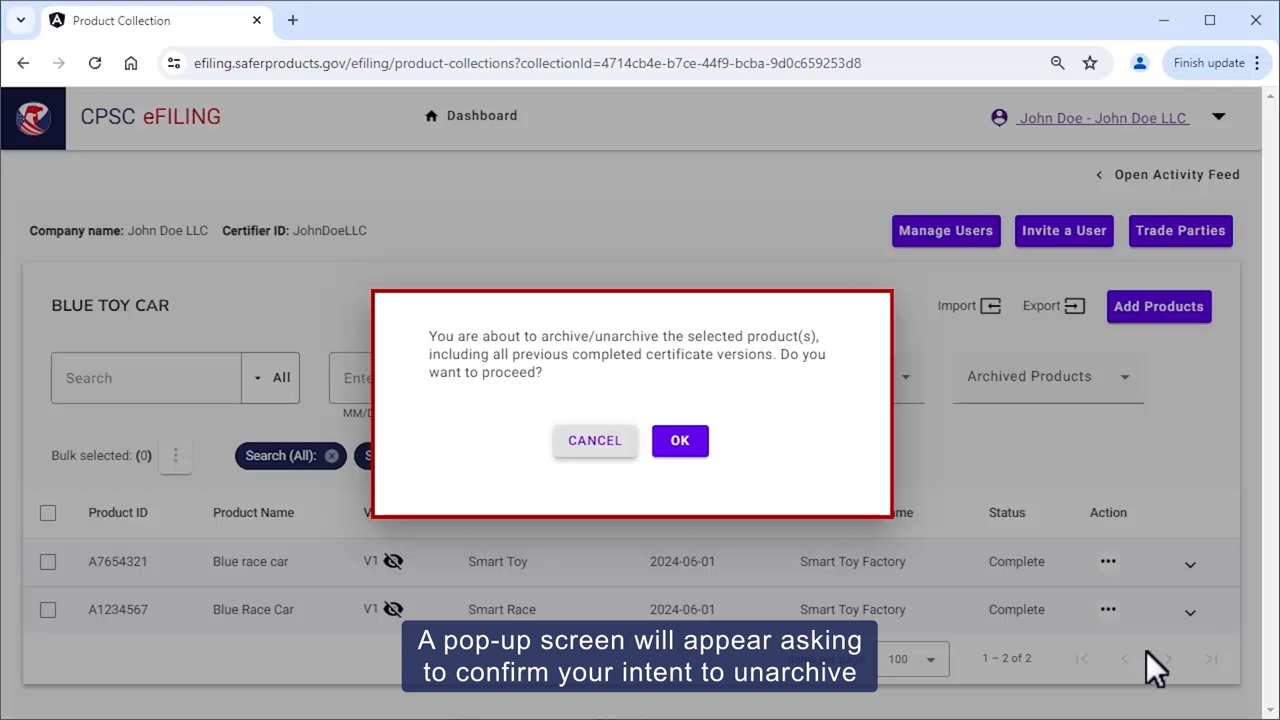 Product Collection
efiling.saferproducts.gov/efiling/product-collections?collectionId=4714cb4e-b7ce-44f9-bcba-9d0c659253d8
Finish update
CPSC eFILING
Dashboard
John Doe - John Doe LLC
Open Activity Feed
Company name: John Doe LLC Certifier ID: JohnDoeLLC
Manage Users
Invite a User
Trade Parties
BLUE TOY CAR
Import
Export
Add Products
Search
All
Ente
MM/D
Archived Products
You are about to archive/unarchive the selected product(s),
including all previous completed certificate versions. Do you
want to proceed?
CANCEL
OK
Bulk selected: (0)
Search (All):
S
Product ID Product Name V ame Status Action
A7654321 Blue race car V1 Smart Toy 2024-06-01 Smart Toy Factory Complete
A1234567 Blue Race Car V1 Smart Race 2024-06-01 Smart Toy Factory Complete
100
1 – 2 of 2
A pop-up screen will appear asking
to confirm your intent to unarchive